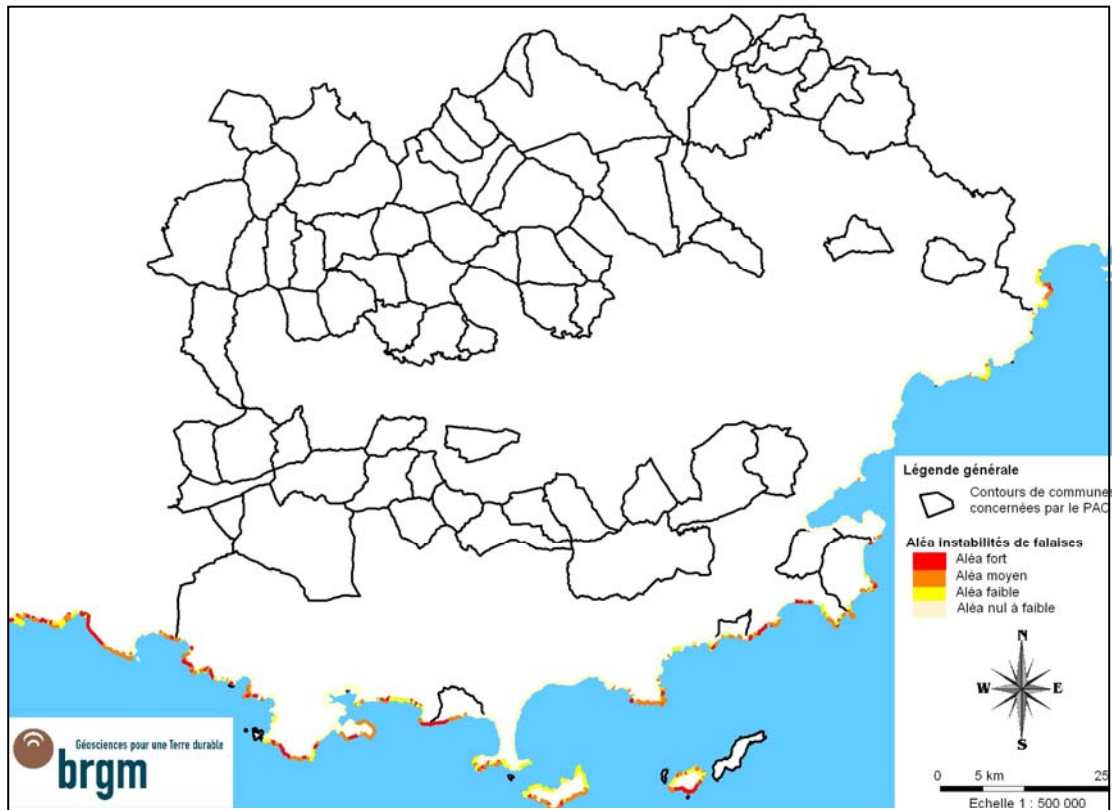 Légende générale
Contours de communes
concernées par le PAC
Aléa instabilités de falaises
Aléa fort
Aléa moyen
Aléa faible
Aléa nul à faible
N
W E
S
0 5 km 25
Echelle 1 : 500 000
Géosciences pour une Terre durable
brgm